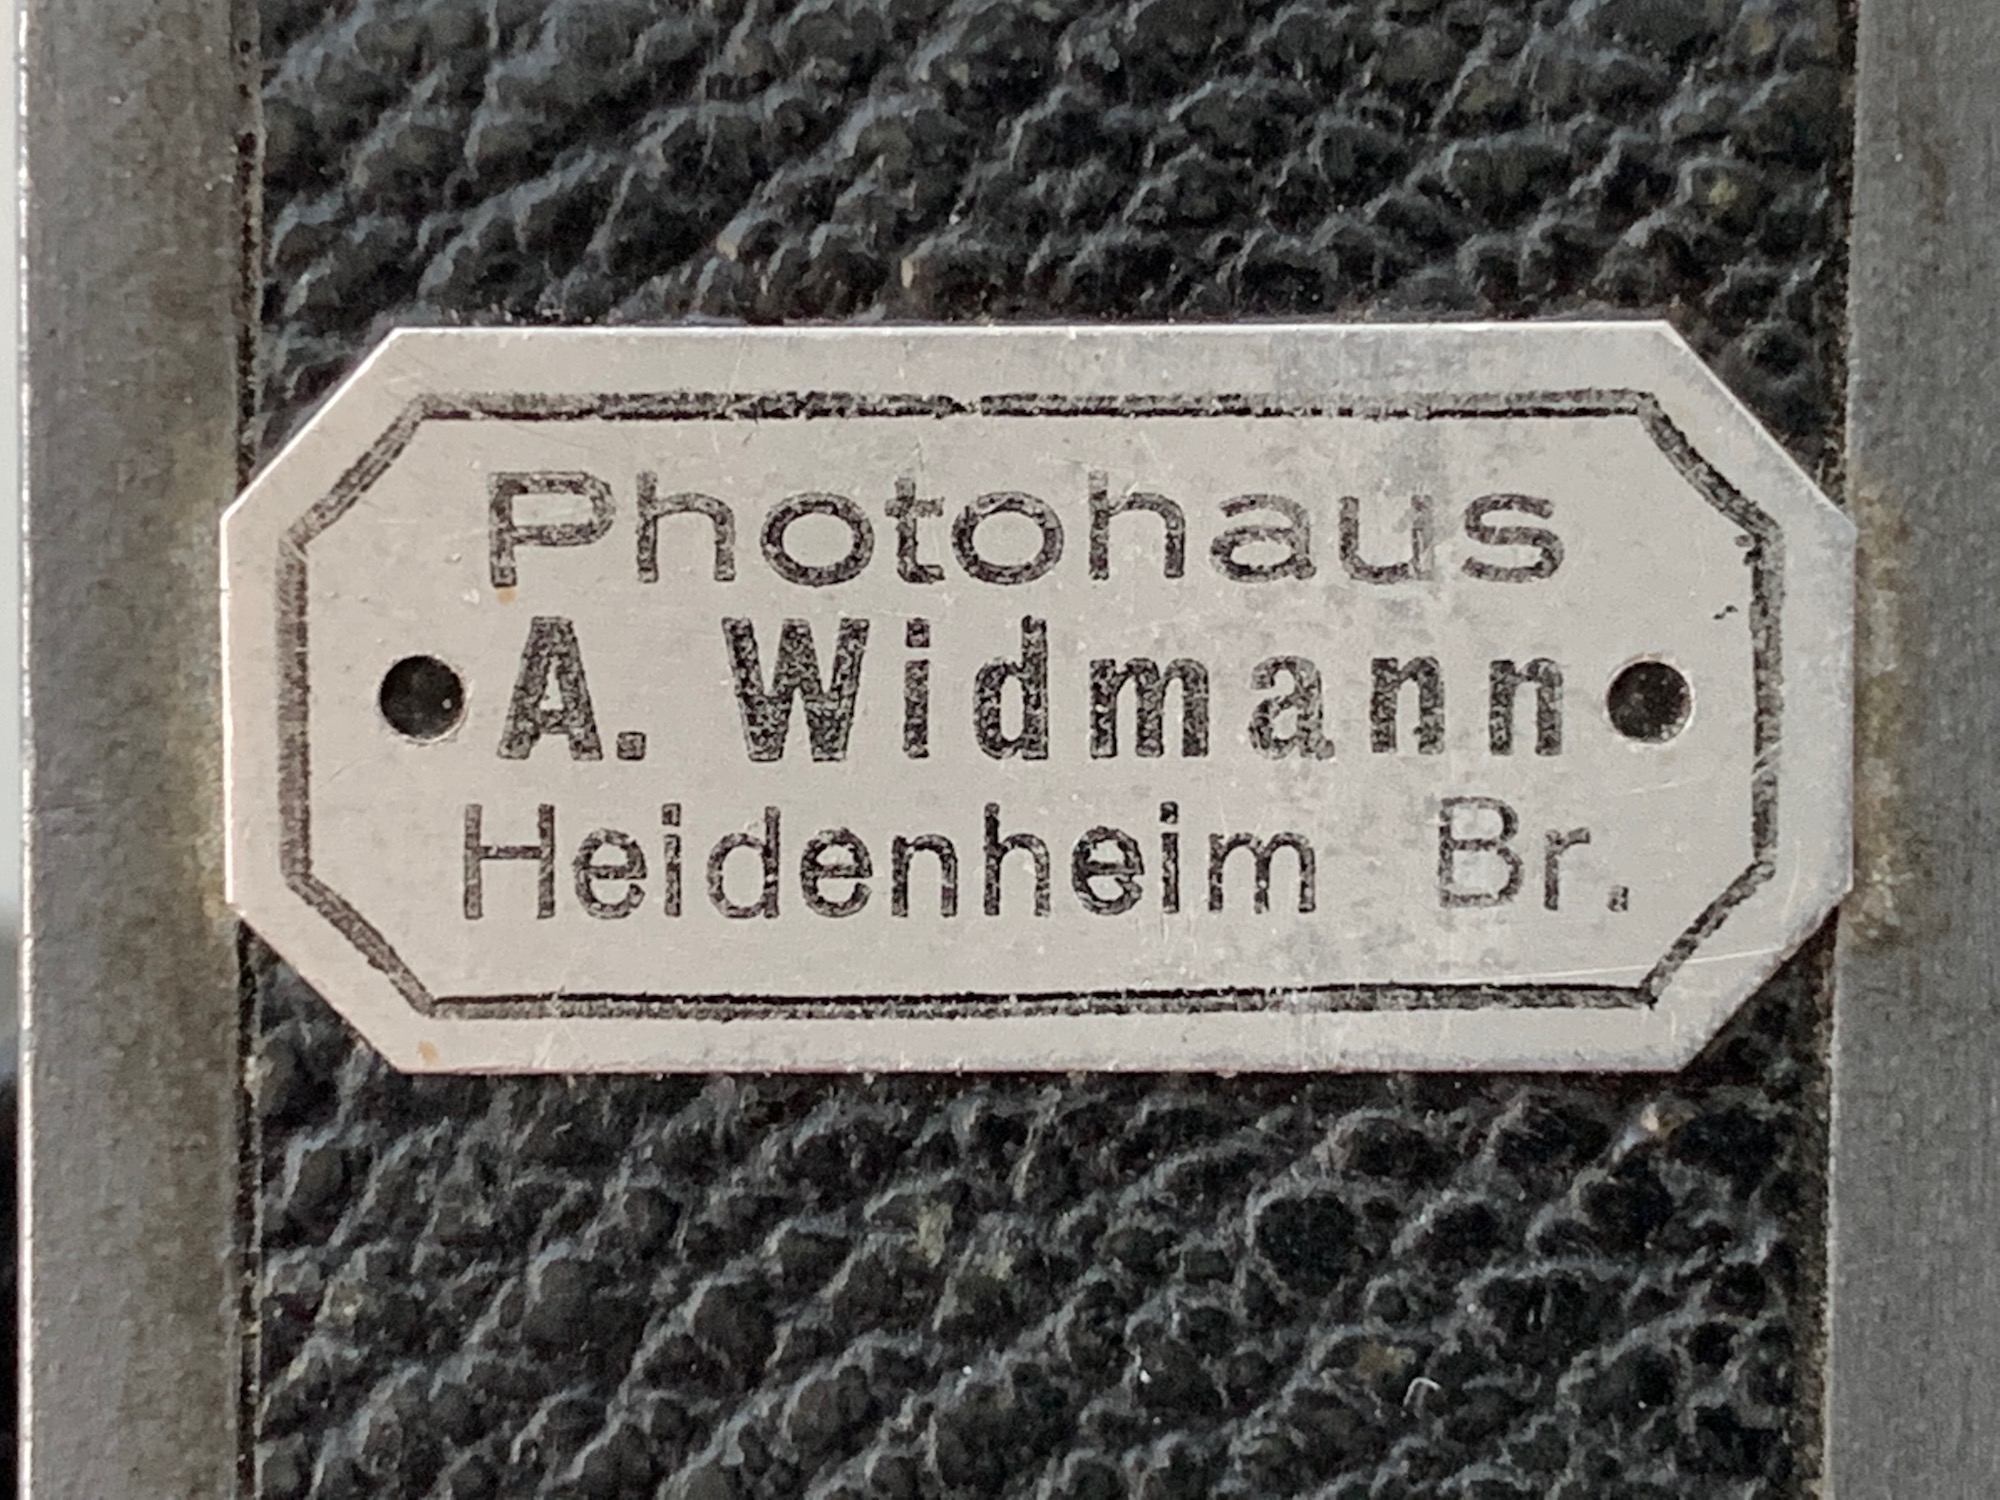 Photohaus
A. Widmann
Heidenheim Br.